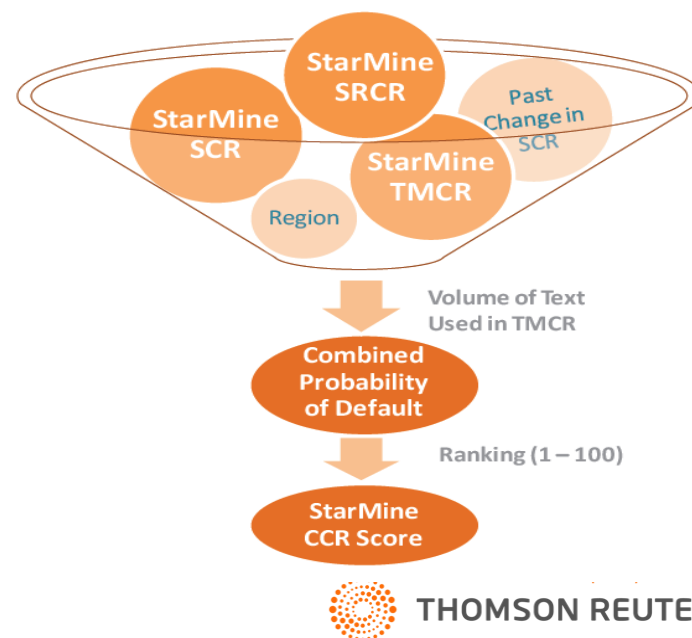 StarMine
SRCR
StarMine
SCR
Past
Change in
SCR
StarMine
TMCR
Region
Volume of Text
Used in TMCR
Combined
Probability
of Default
Ranking (1 – 100)
StarMine
CCR Score
THOMSON REUTE